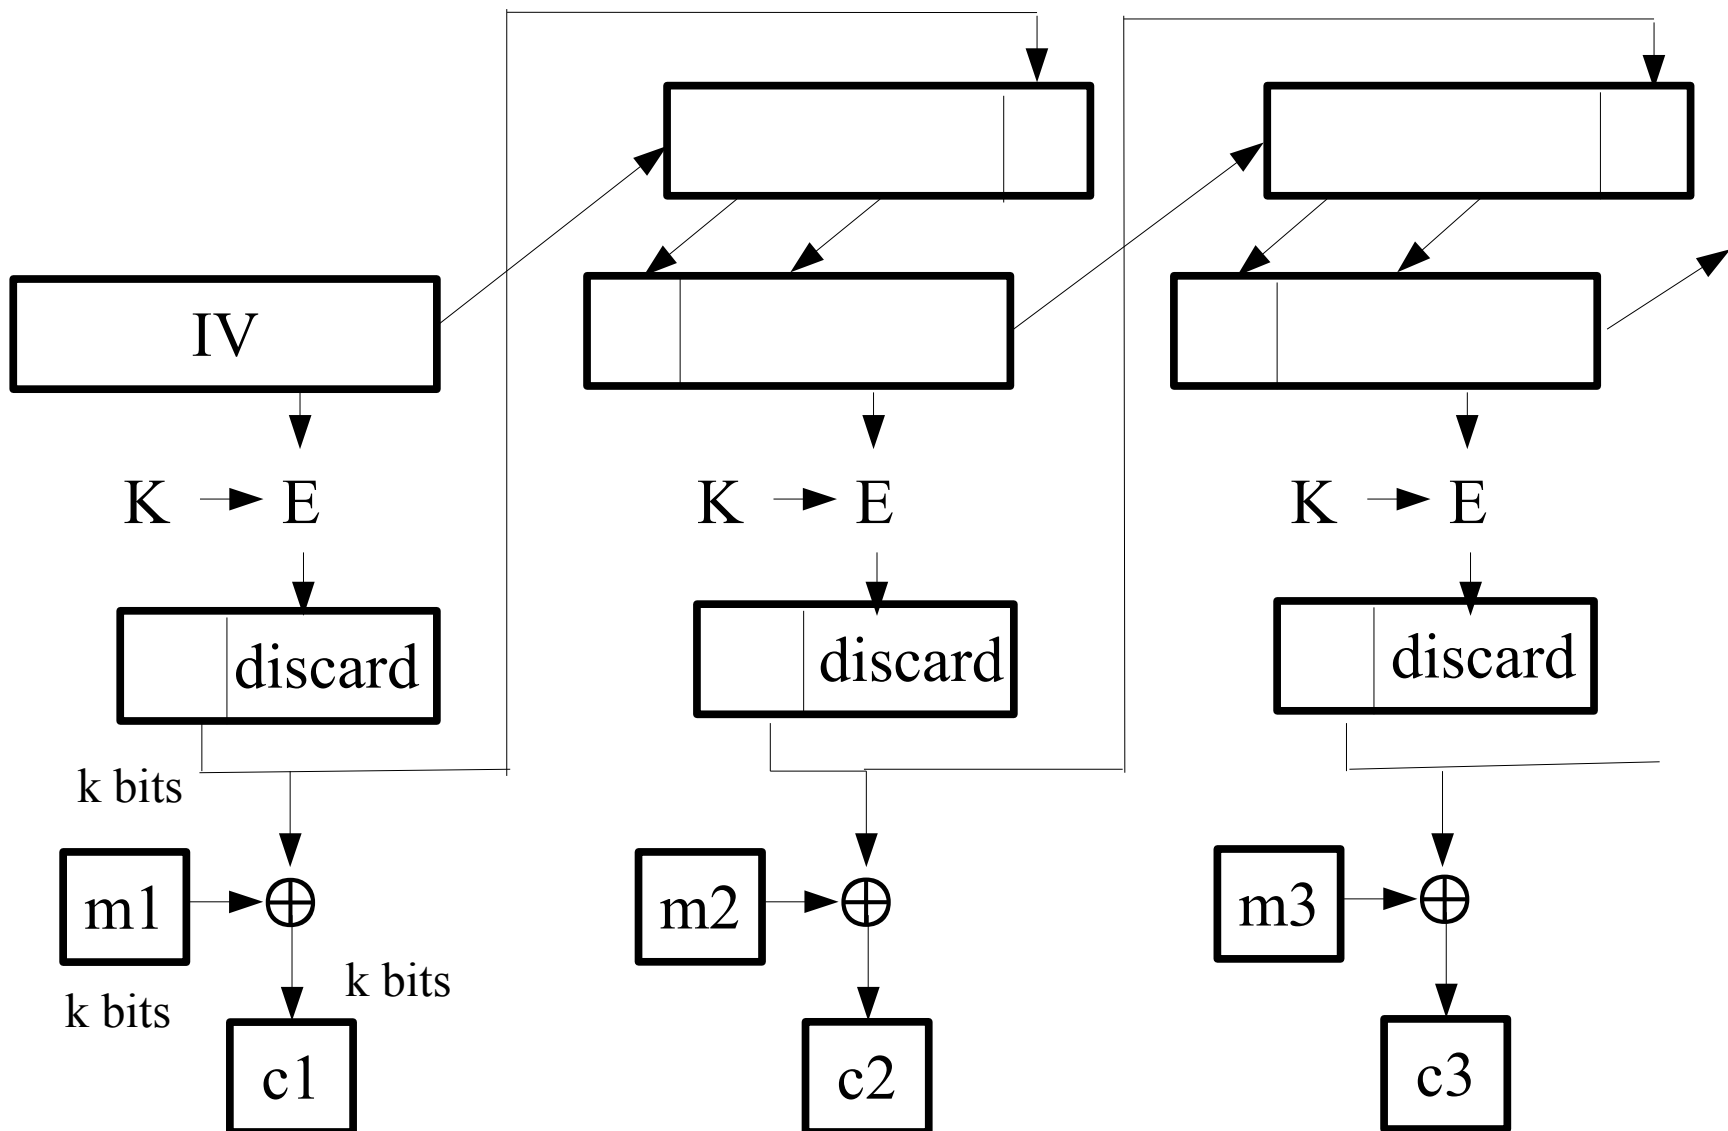 IV
K E K E K E
discard discard discard
k bits
m1 m2 m3
k bits k bits
c1 c2 c3